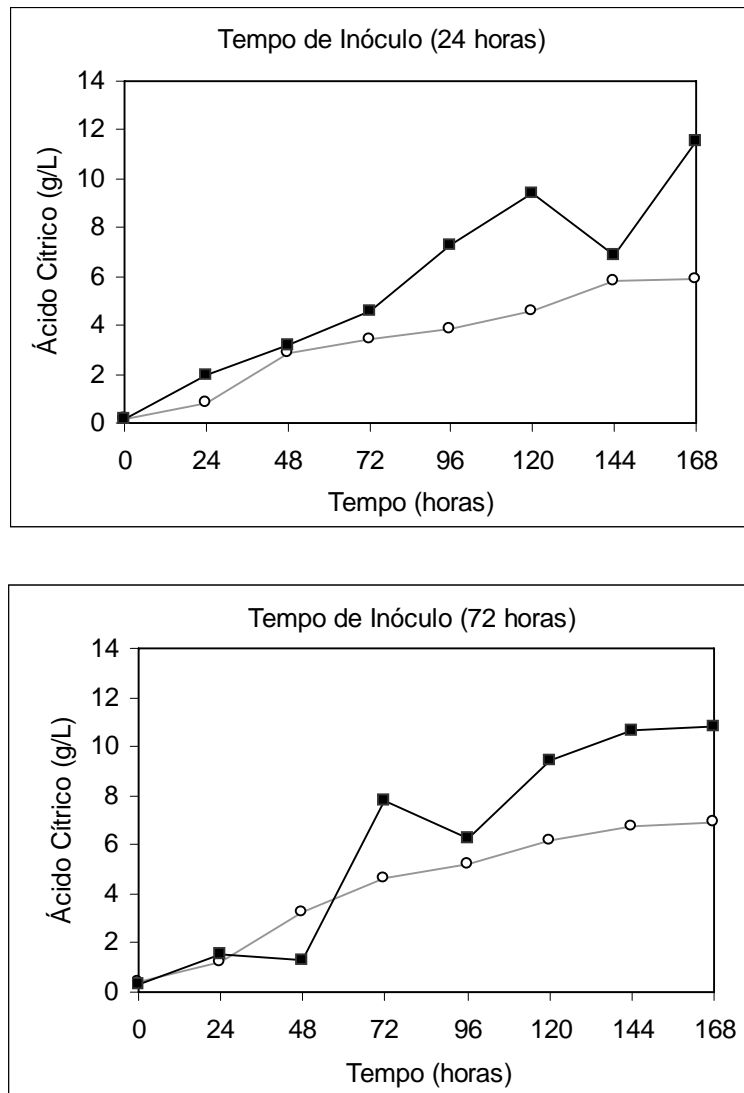 Tempo de Inóculo (24 horas)
Ácido Cítrico (g/L)
14
12
10
8
6
4
2
0
0 24 48 72 96 120 144 168
Tempo (horas)
Tempo de Inóculo (72 horas)
Ácido Cítrico (g/L)
14
12
10
8
6
4
2
0
0 24 48 72 96 120 144 168
Tempo (horas)